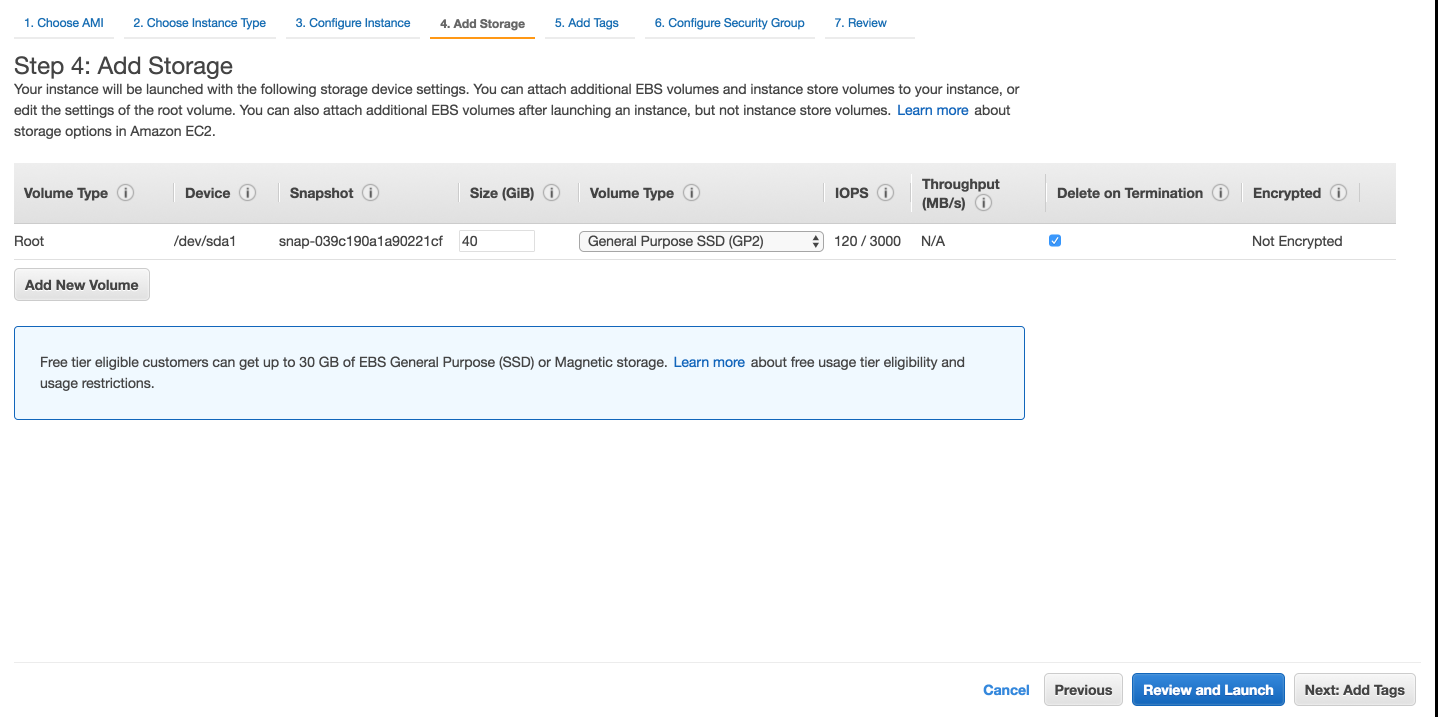 1. Choose AMI 2. Choose Instance Type 3. Configure Instance 4. Add Storage 5. Add Tags 6. Configure Security Group 7. Review
Step 4: Add Storage
Your instance will be launched with the following storage device settings. You can attach additional EBS volumes and instance store volumes to your instance, or
edit the settings of the root volume. You can also attach additional EBS volumes after launching an instance, but not instance store volumes. Learn more about
storage options in Amazon EC2.
Volume Type i Device i Snapshot i Size (GiB) i Volume Type i IOPS i Throughput (MB/s) i Delete on Termination i Encrypted i
Root /dev/sda1 snap-039c190a1a90221cf 40 General Purpose SSD (GP2) 120 / 3000 N/A Not Encrypted
Add New Volume
Free tier eligible customers can get up to 30 GB of EBS General Purpose (SSD) or Magnetic storage. Learn more about free usage tier eligibility and
usage restrictions.
Cancel Previous Review and Launch Next: Add Tags